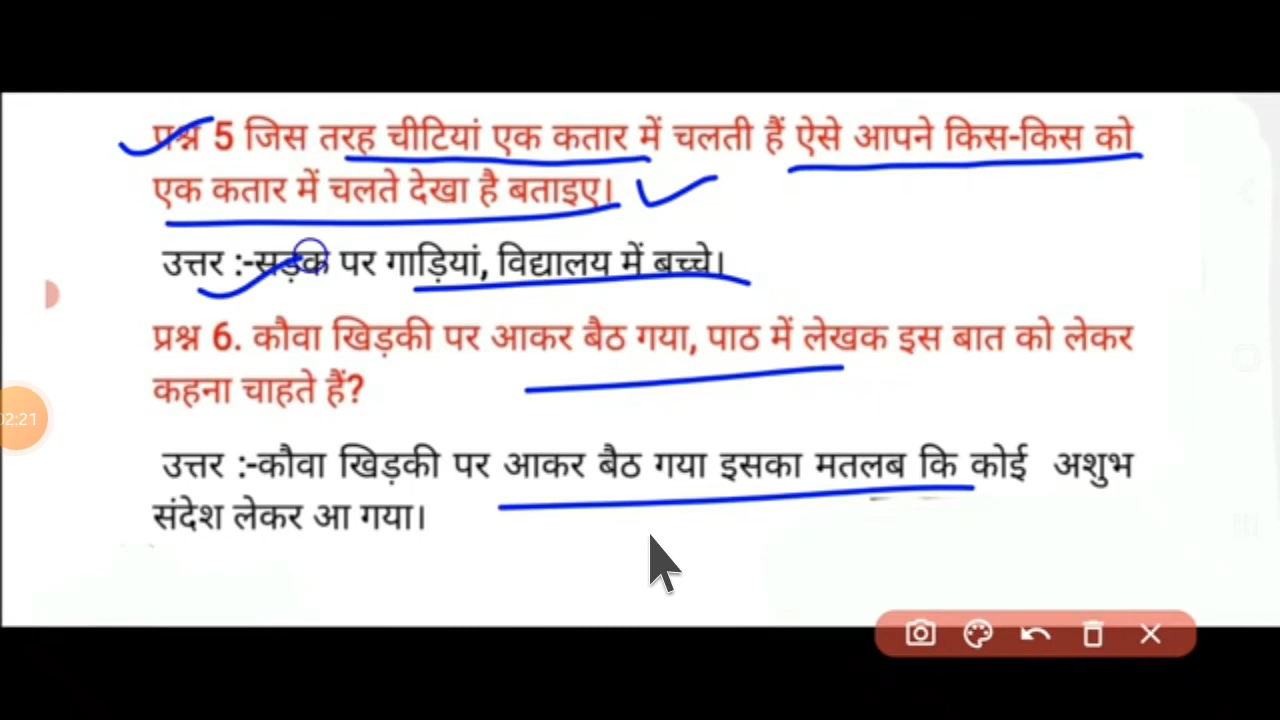 प्रश्न 5 जिस तरह चीटियां एक कतार में चलती हैं ऐसे आपने किस-किस को
एक कतार में चलते देखा है बताइए।
उत्तर :-सड़क पर गाड़ियां, विद्यालय में बच्चे।
प्रश्न 6. कौवा खिड़की पर आकर बैठ गया, पाठ में लेखक इस बात को लेकर
कहना चाहते हैं?
02:21
उत्तर :-कौवा खिड़की पर आकर बैठ गया इसका मतलब कि कोई अशुभ
संदेश लेकर आ गया।